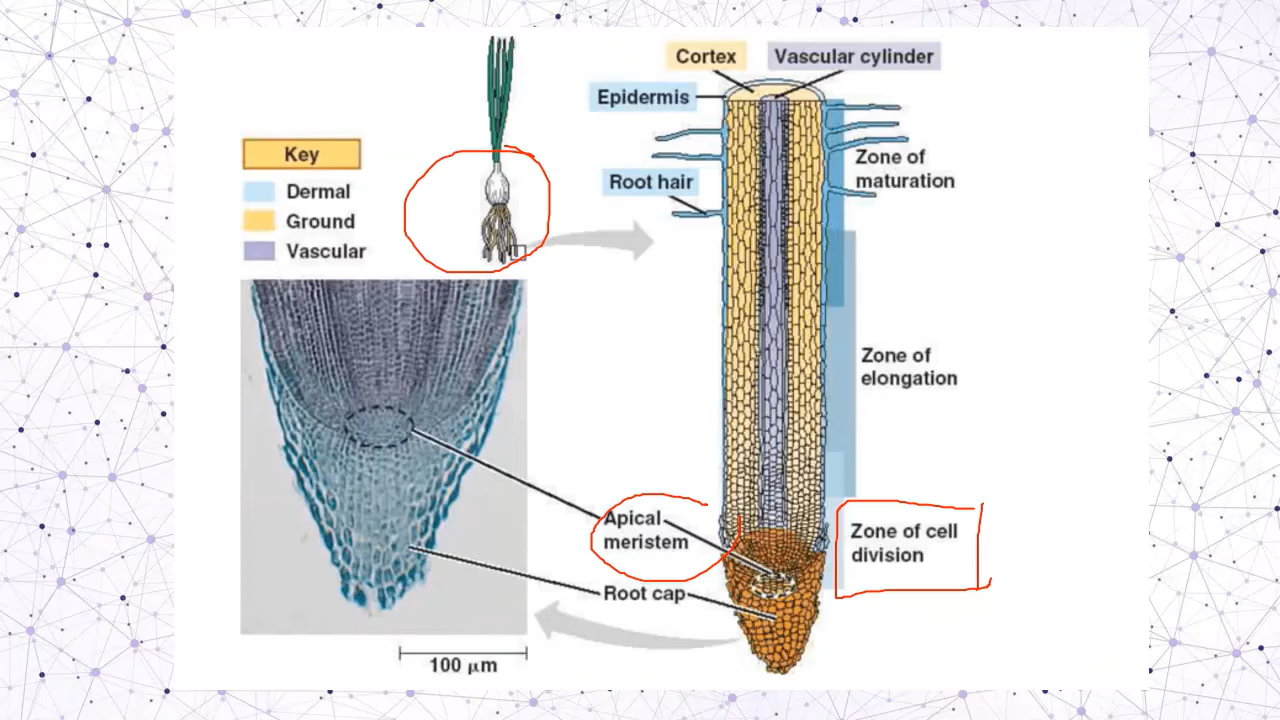 Cortex
Vascular cylinder
Epidermis
Key
Dermal
Ground
Vascular
Root hair
Zone of
maturation
Zone of
elongation
Apical
meristem
Zone of cell
division
Root cap
100 μm